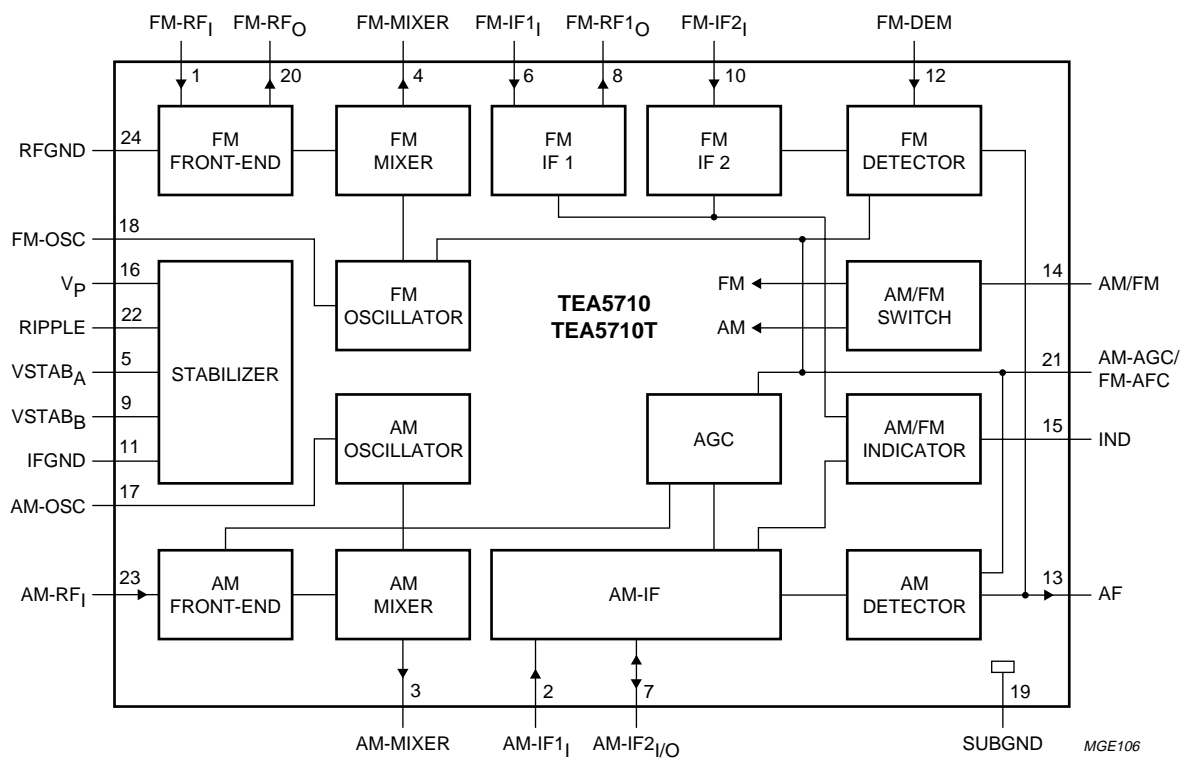 FM-RFI
FM-RFO
FM-MIXER
FM-IF1I
FM-RF1O
FM-IF2I
FM-DEM
1
20
4
6
8
10
12
RFGND
24
FM
FRONT-END
FM
MIXER
FM
IF 1
FM
IF 2
FM
DETECTOR
FM-OSC
18
VP
16
RIPPLE
22
VSTABA
5
VSTABB
9
IFGND
11
AM-OSC
17
STABILIZER
FM
OSCILLATOR
TEA5710
TEA5710T
FM
AM
AM/FM
SWITCH
14
AM/FM
21
AM-AGC/
FM-AFC
AM
OSCILLATOR
AGC
AM/FM
INDICATOR
15
IND
AM-RFI
23
AM
FRONT-END
AM
MIXER
AM-IF
AM
DETECTOR
13
AF
3
2
7
19
AM-MIXER
AM-IF1I
AM-IF2I/O
SUBGND
MGE106